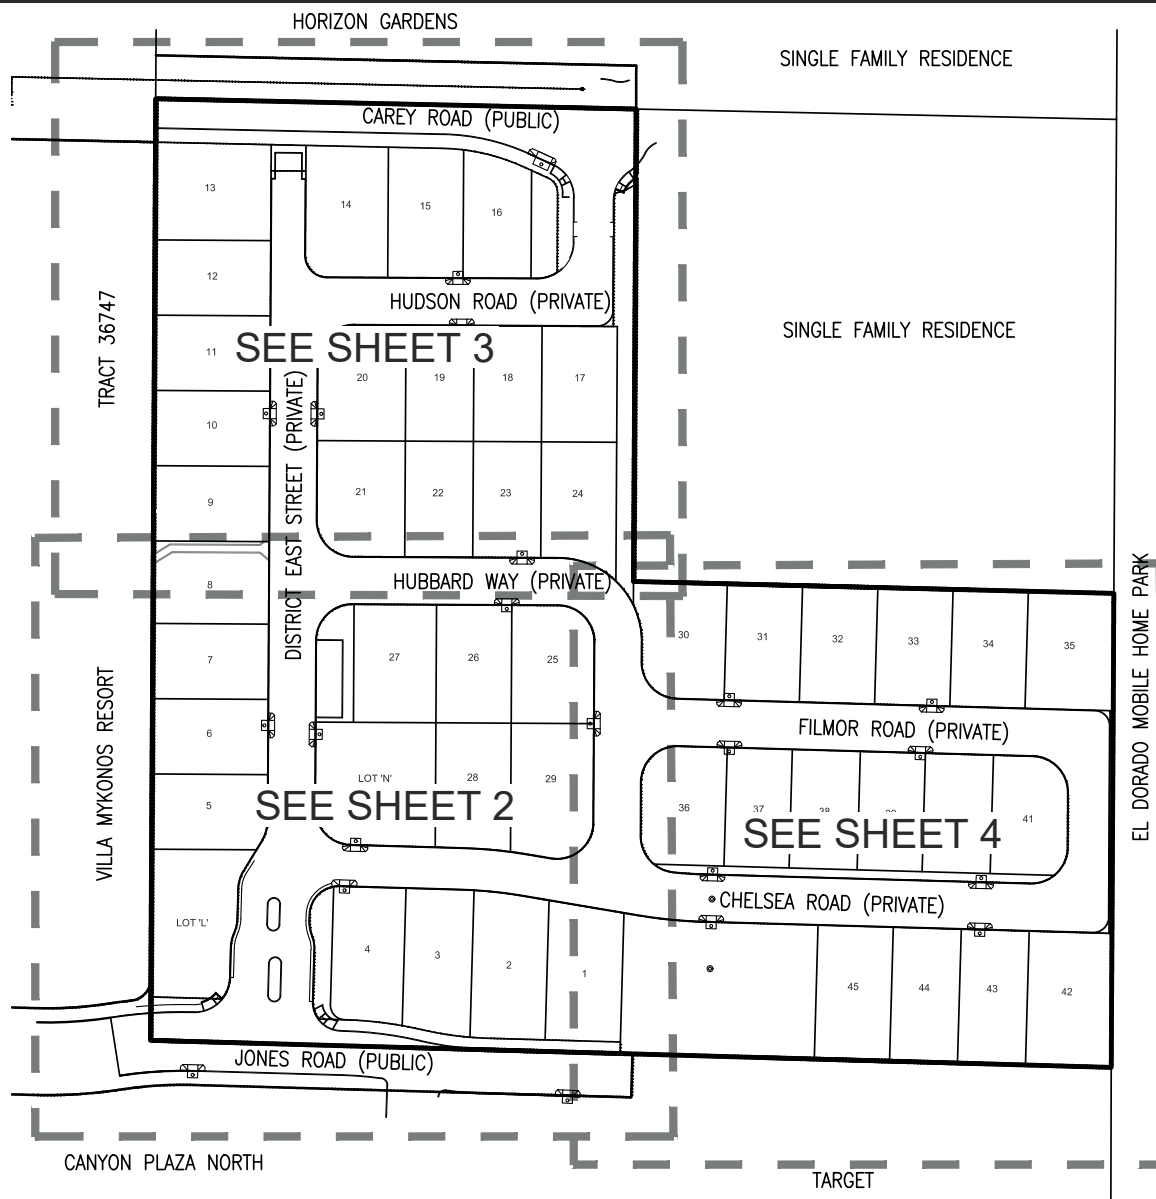 HORIZON GARDENS
SINGLE FAMILY RESIDENCE
CAREY ROAD (PUBLIC)
13
14
15
16
12
HUDSON ROAD (PRIVATE)
SINGLE FAMILY RESIDENCE
TRACT 36747
11
SEE SHEET 3
20
19
18
17
10
DISTRICT EAST STREET (PRIVATE)
9
21
22
23
24
8
HUBBARD WAY (PRIVATE)
EL DORADO MOBILE HOME PARK
30
31
32
33
34
35
7
27
26
25
VILLA MYKONOS RESORT
6
FILMOR ROAD (PRIVATE)
5
LOT 'N'
28
29
SEE SHEET 2
36
37
38
41
SEE SHEET 4
CHELSEA ROAD (PRIVATE)
LOT 'L'
4
3
2
1
45
44
43
42
JONES ROAD (PUBLIC)
CANYON PLAZA NORTH
TARGET